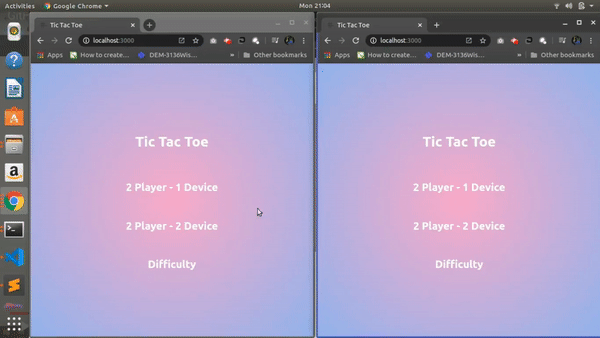 Activities Google Chrome Mon 21:04
Tic Tac Toe
localhost:3000
Apps How to create... DEM-3136Wis... » Other bookmarks
Tic Tac Toe
2 Player - 1 Device
2 Player - 2 Device
Difficulty
Tic Tac Toe
localhost:3000
Apps How to create... DEM-3136Wis... » Other bookmarks
Tic Tac Toe
2 Player - 1 Device
2 Player - 2 Device
Difficulty